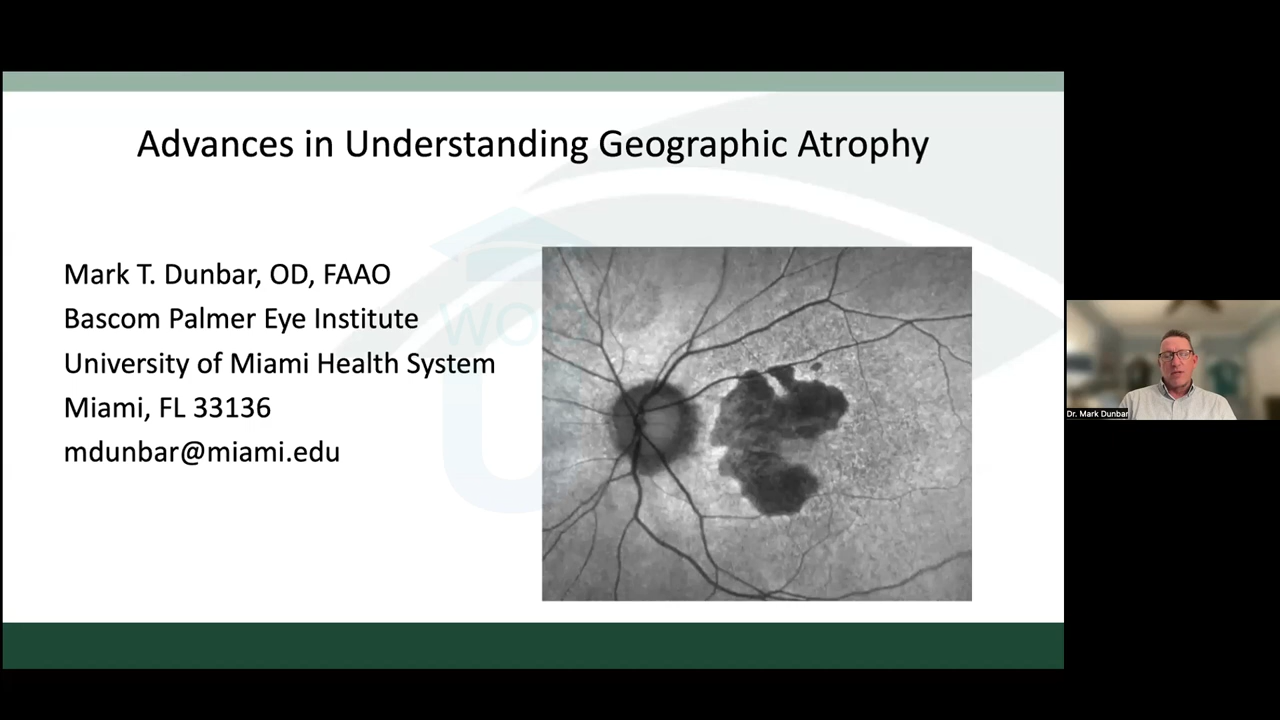 Advances in Understanding Geographic Atrophy
Mark T. Dunbar, OD, FAAO
Bascom Palmer Eye Institute
University of Miami Health System
Miami, FL 33136
mdunbar@miami.edu
Dr. Mark Dunbar